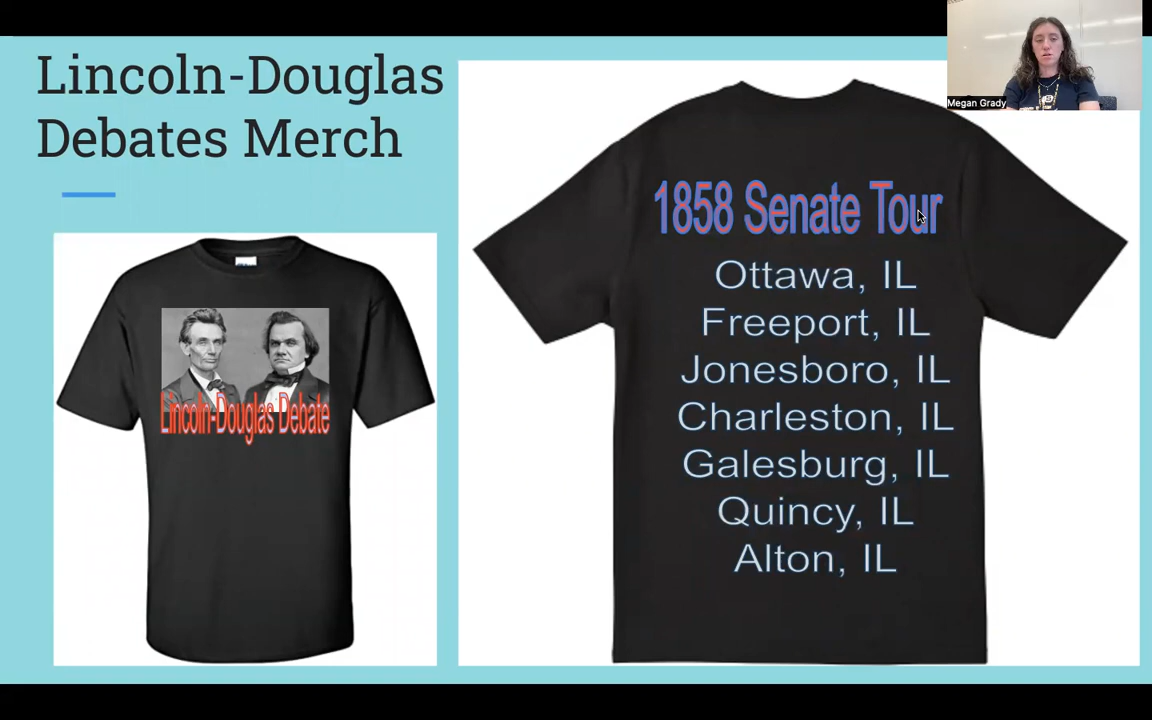 Lincoln-Douglas
Debates Merch
Lincoln-Douglas Debate
1858 Senate Tour
Ottawa, IL
Freeport, IL
Jonesboro, IL
Charleston, IL
Galesburg, IL
Quincy, IL
Alton, IL
Megan Grady